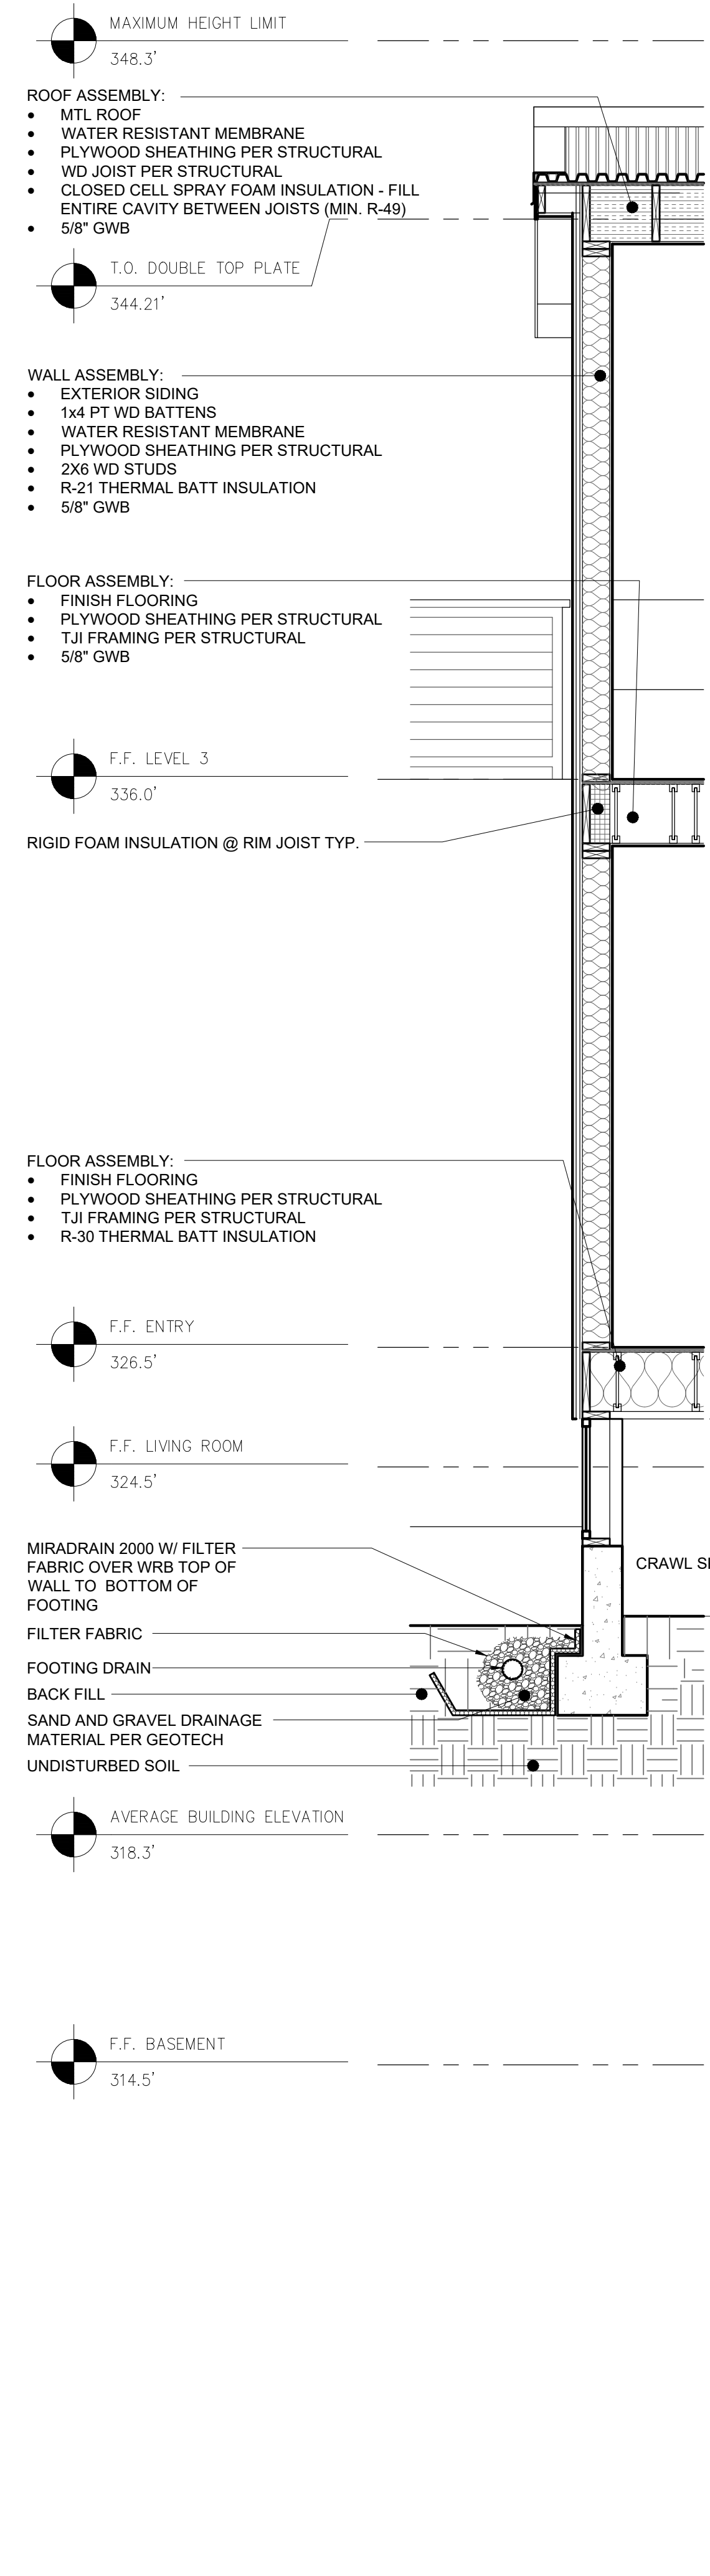 MAXIMUM HEIGHT LIMIT
348.3'
ROOF ASSEMBLY:
• MTL ROOF
• WATER RESISTANT MEMBRANE
• PLYWOOD SHEATHING PER STRUCTURAL
• WD JOIST PER STRUCTURAL
• CLOSED CELL SPRAY FOAM INSULATION - FILL
ENTIRE CAVITY BETWEEN JOISTS (MIN. R-49)
• 5/8" GWB
T.O. DOUBLE TOP PLATE
344.21'
WALL ASSEMBLY:
• EXTERIOR SIDING
• 1x4 PT WD BATTENS
• WATER RESISTANT MEMBRANE
• PLYWOOD SHEATHING PER STRUCTURAL
• 2X6 WD STUDS
• R-21 THERMAL BATT INSULATION
• 5/8" GWB
FLOOR ASSEMBLY:
• FINISH FLOORING
• PLYWOOD SHEATHING PER STRUCTURAL
• TJI FRAMING PER STRUCTURAL
• 5/8" GWB
F.F. LEVEL 3
336.0'
RIGID FOAM INSULATION @ RIM JOIST TYP.
FLOOR ASSEMBLY:
• FINISH FLOORING
• PLYWOOD SHEATHING PER STRUCTURAL
• TJI FRAMING PER STRUCTURAL
• R-30 THERMAL BATT INSULATION
F.F. ENTRY
326.5'
F.F. LIVING ROOM
324.5'
MIRADRAIN 2000 W/ FILTER
FABRIC OVER WRB TOP OF
WALL TO BOTTOM OF
FOOTING
CRAWL
FILTER FABRIC
FOOTING DRAIN
BACK FILL
SAND AND GRAVEL DRAINAGE
MATERIAL PER GEOTECH
UNDISTURBED SOIL
AVERAGE BUILDING ELEVATION
318.3'
F.F. BASEMENT
314.5'